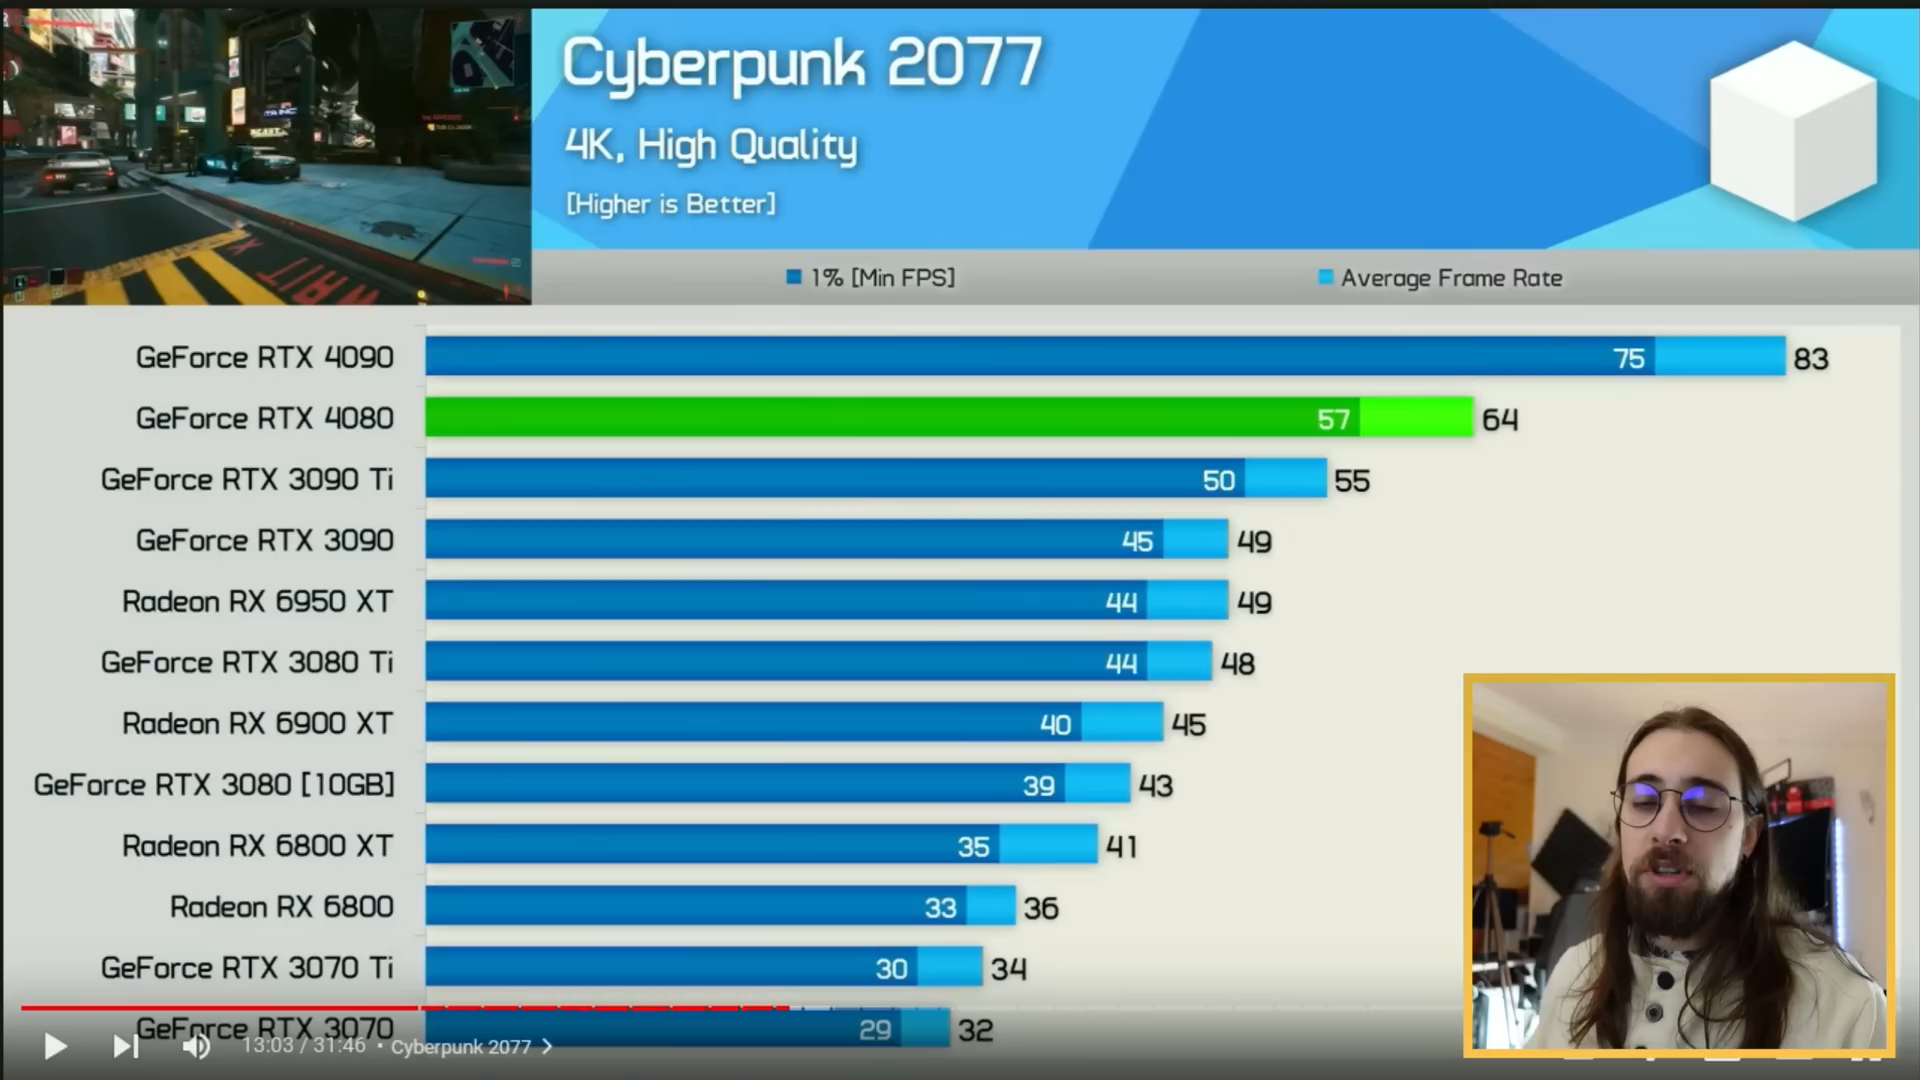 Cyberpunk 2077
4K, High Quality
[Higher is Better]
1% [Min FPS]
Average Frame Rate
GeForce RTX 4090 75 83
GeForce RTX 4080 57 64
GeForce RTX 3090 Ti 50 55
GeForce RTX 3090 45 49
Radeon RX 6950 XT 44 49
GeForce RTX 3080 Ti 44 48
Radeon RX 6900 XT 40 45
GeForce RTX 3080 [10GB] 39 43
Radeon RX 6800 XT 35 41
Radeon RX 6800 33 36
GeForce RTX 3070 Ti 30 34
GeForce RTX 3070 29 32
13:03 / 31:46 • Cyberpunk 2077